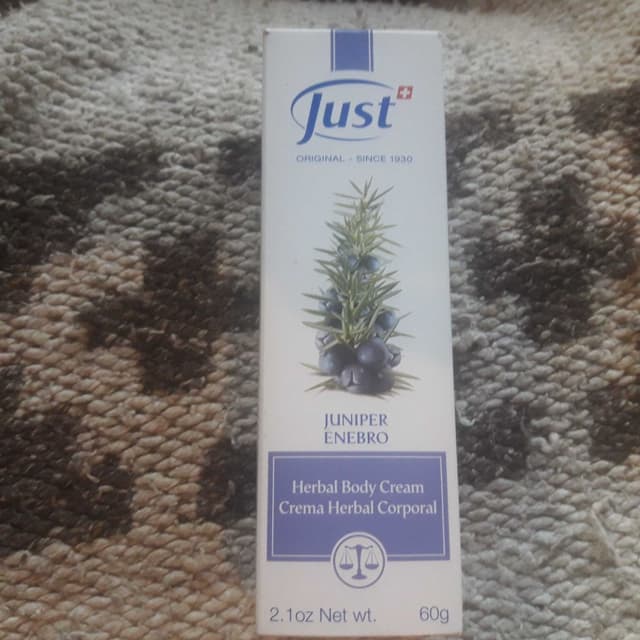 Just
ORIGINAL - SINCE 1930
JUNIPER
ENEBRO
Herbal Body Cream
Crema Herbal Corporal
2.1oz Net wt. 60g